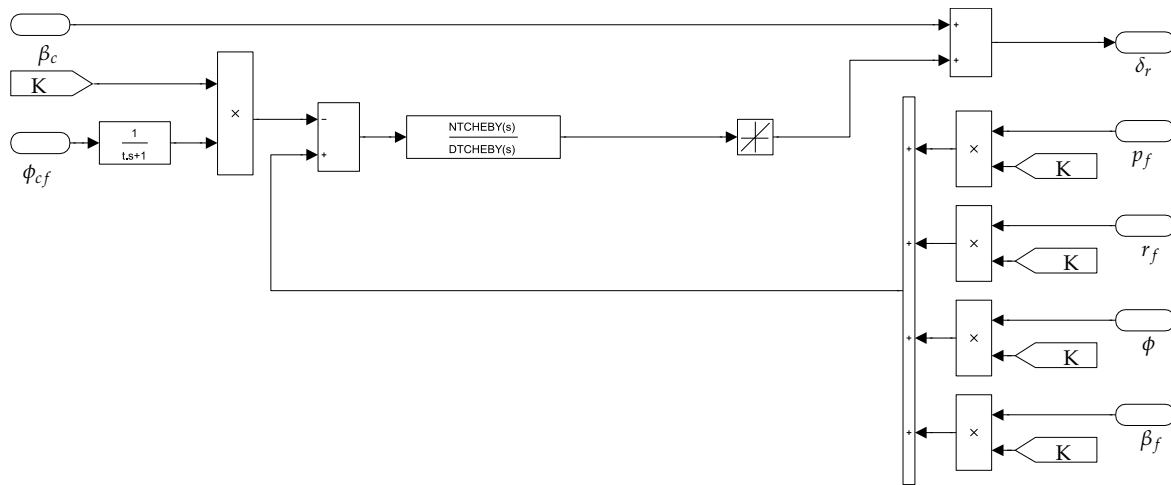 β_c
K
φ_cf
1
t.s+1
×
−
+
NTCHEBY(s)
DTCHEBY(s)
+
+
δ_r
+
×
p_f
K
+
×
r_f
K
+
×
φ
K
+
×
β_f
K